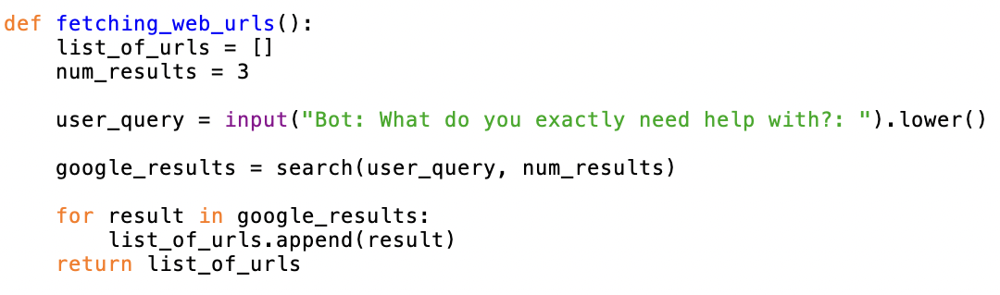 def fetching_web_urls():
    list_of_urls = []
    num_results = 3

    user_query = input("Bot: What do you exactly need help with?: ").lower()

    google_results = search(user_query, num_results)

    for result in google_results:
        list_of_urls.append(result)
    return list_of_urls